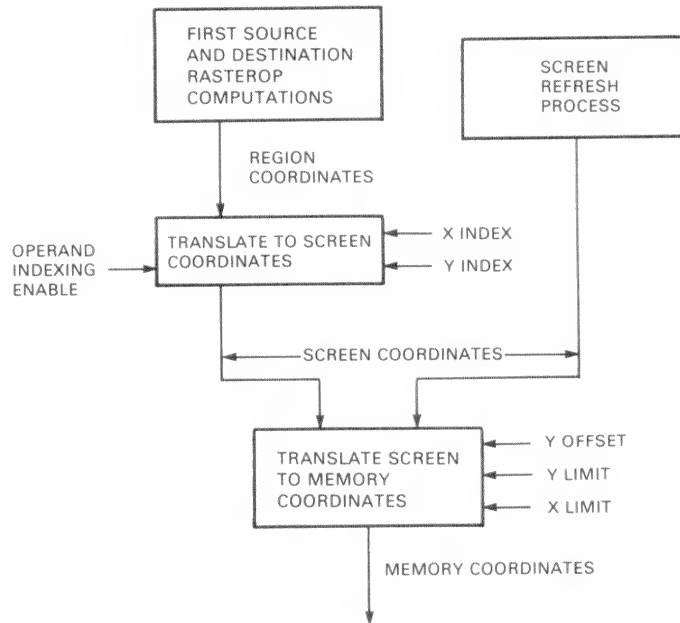 FIRST SOURCE
AND DESTINATION
RASTEROP
COMPUTATIONS
SCREEN
REFRESH
PROCESS
REGION
COORDINATES
OPERAND
INDEXING
ENABLE
TRANSLATE TO SCREEN
COORDINATES
X INDEX
Y INDEX
SCREEN COORDINATES
TRANSLATE SCREEN
TO MEMORY
COORDINATES
Y OFFSET
Y LIMIT
X LIMIT
MEMORY COORDINATES